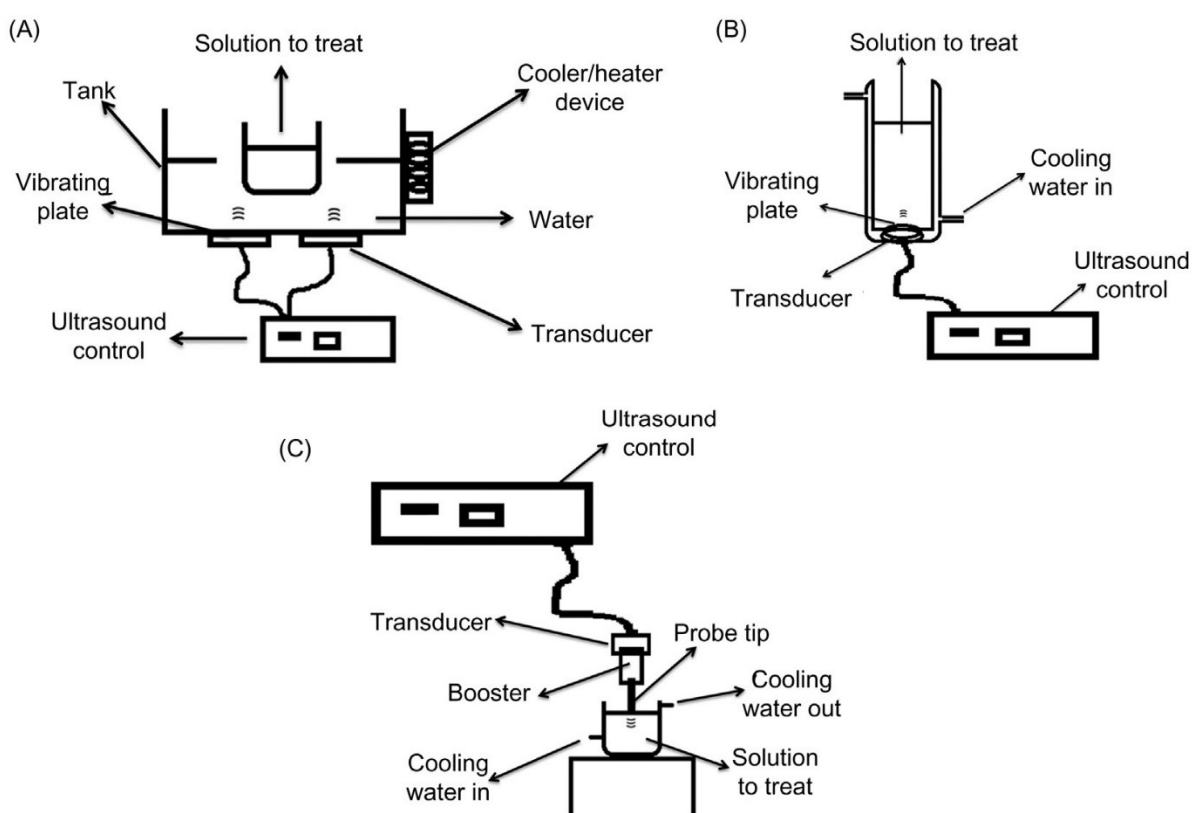 (A)
Solution to treat
Tank
Cooler/heater
device
Vibrating
plate
Water
Ultrasound
control
Transducer
(B)
Solution to treat
Vibrating
plate
Cooling
water in
Transducer
Ultrasound
control
(C)
Ultrasound
control
Transducer
Probe tip
Booster
Cooling
water out
Cooling
water in
Solution
to treat